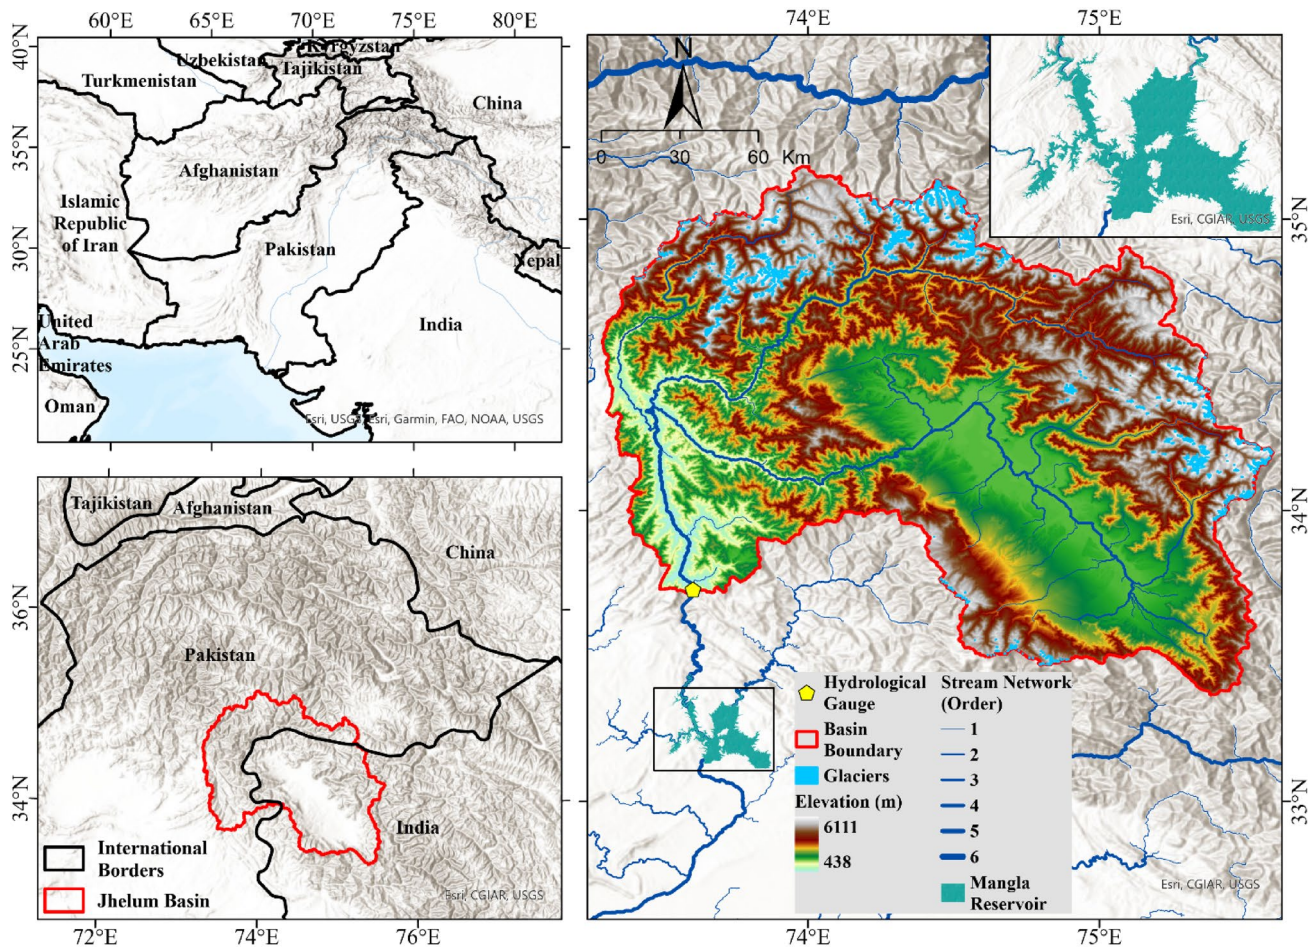 60°E 65°E 70°E 75°E 80°E
40°N
35°N
30°N
25°N
Kyrgyzstan
Uzbekistan
Tajikistan
Turkmenistan
China
Afghanistan
Islamic
Republic
of Iran
Pakistan
Nepal
India
United
Arab
Emirates
Oman
Esri, USGS, Esri, Garmin, FAO, NOAA, USGS
Tajikistan
Afghanistan
China
36°N
Pakistan
34°N
India
International
Borders
Jhelum Basin
Esri, CGIAR, USGS
72°E 74°E 76°E
74°E 75°E
N
0 30 60 Km
Esri, CGIAR, USGS
35°N
34°N
33°N
Hydrological
Gauge
Basin
Boundary
Glaciers
Elevation (m)
6111
438
Stream Network
(Order)
1
2
3
4
5
6
Mangla
Reservoir
Esri, CGIAR, USGS
74°E 75°E